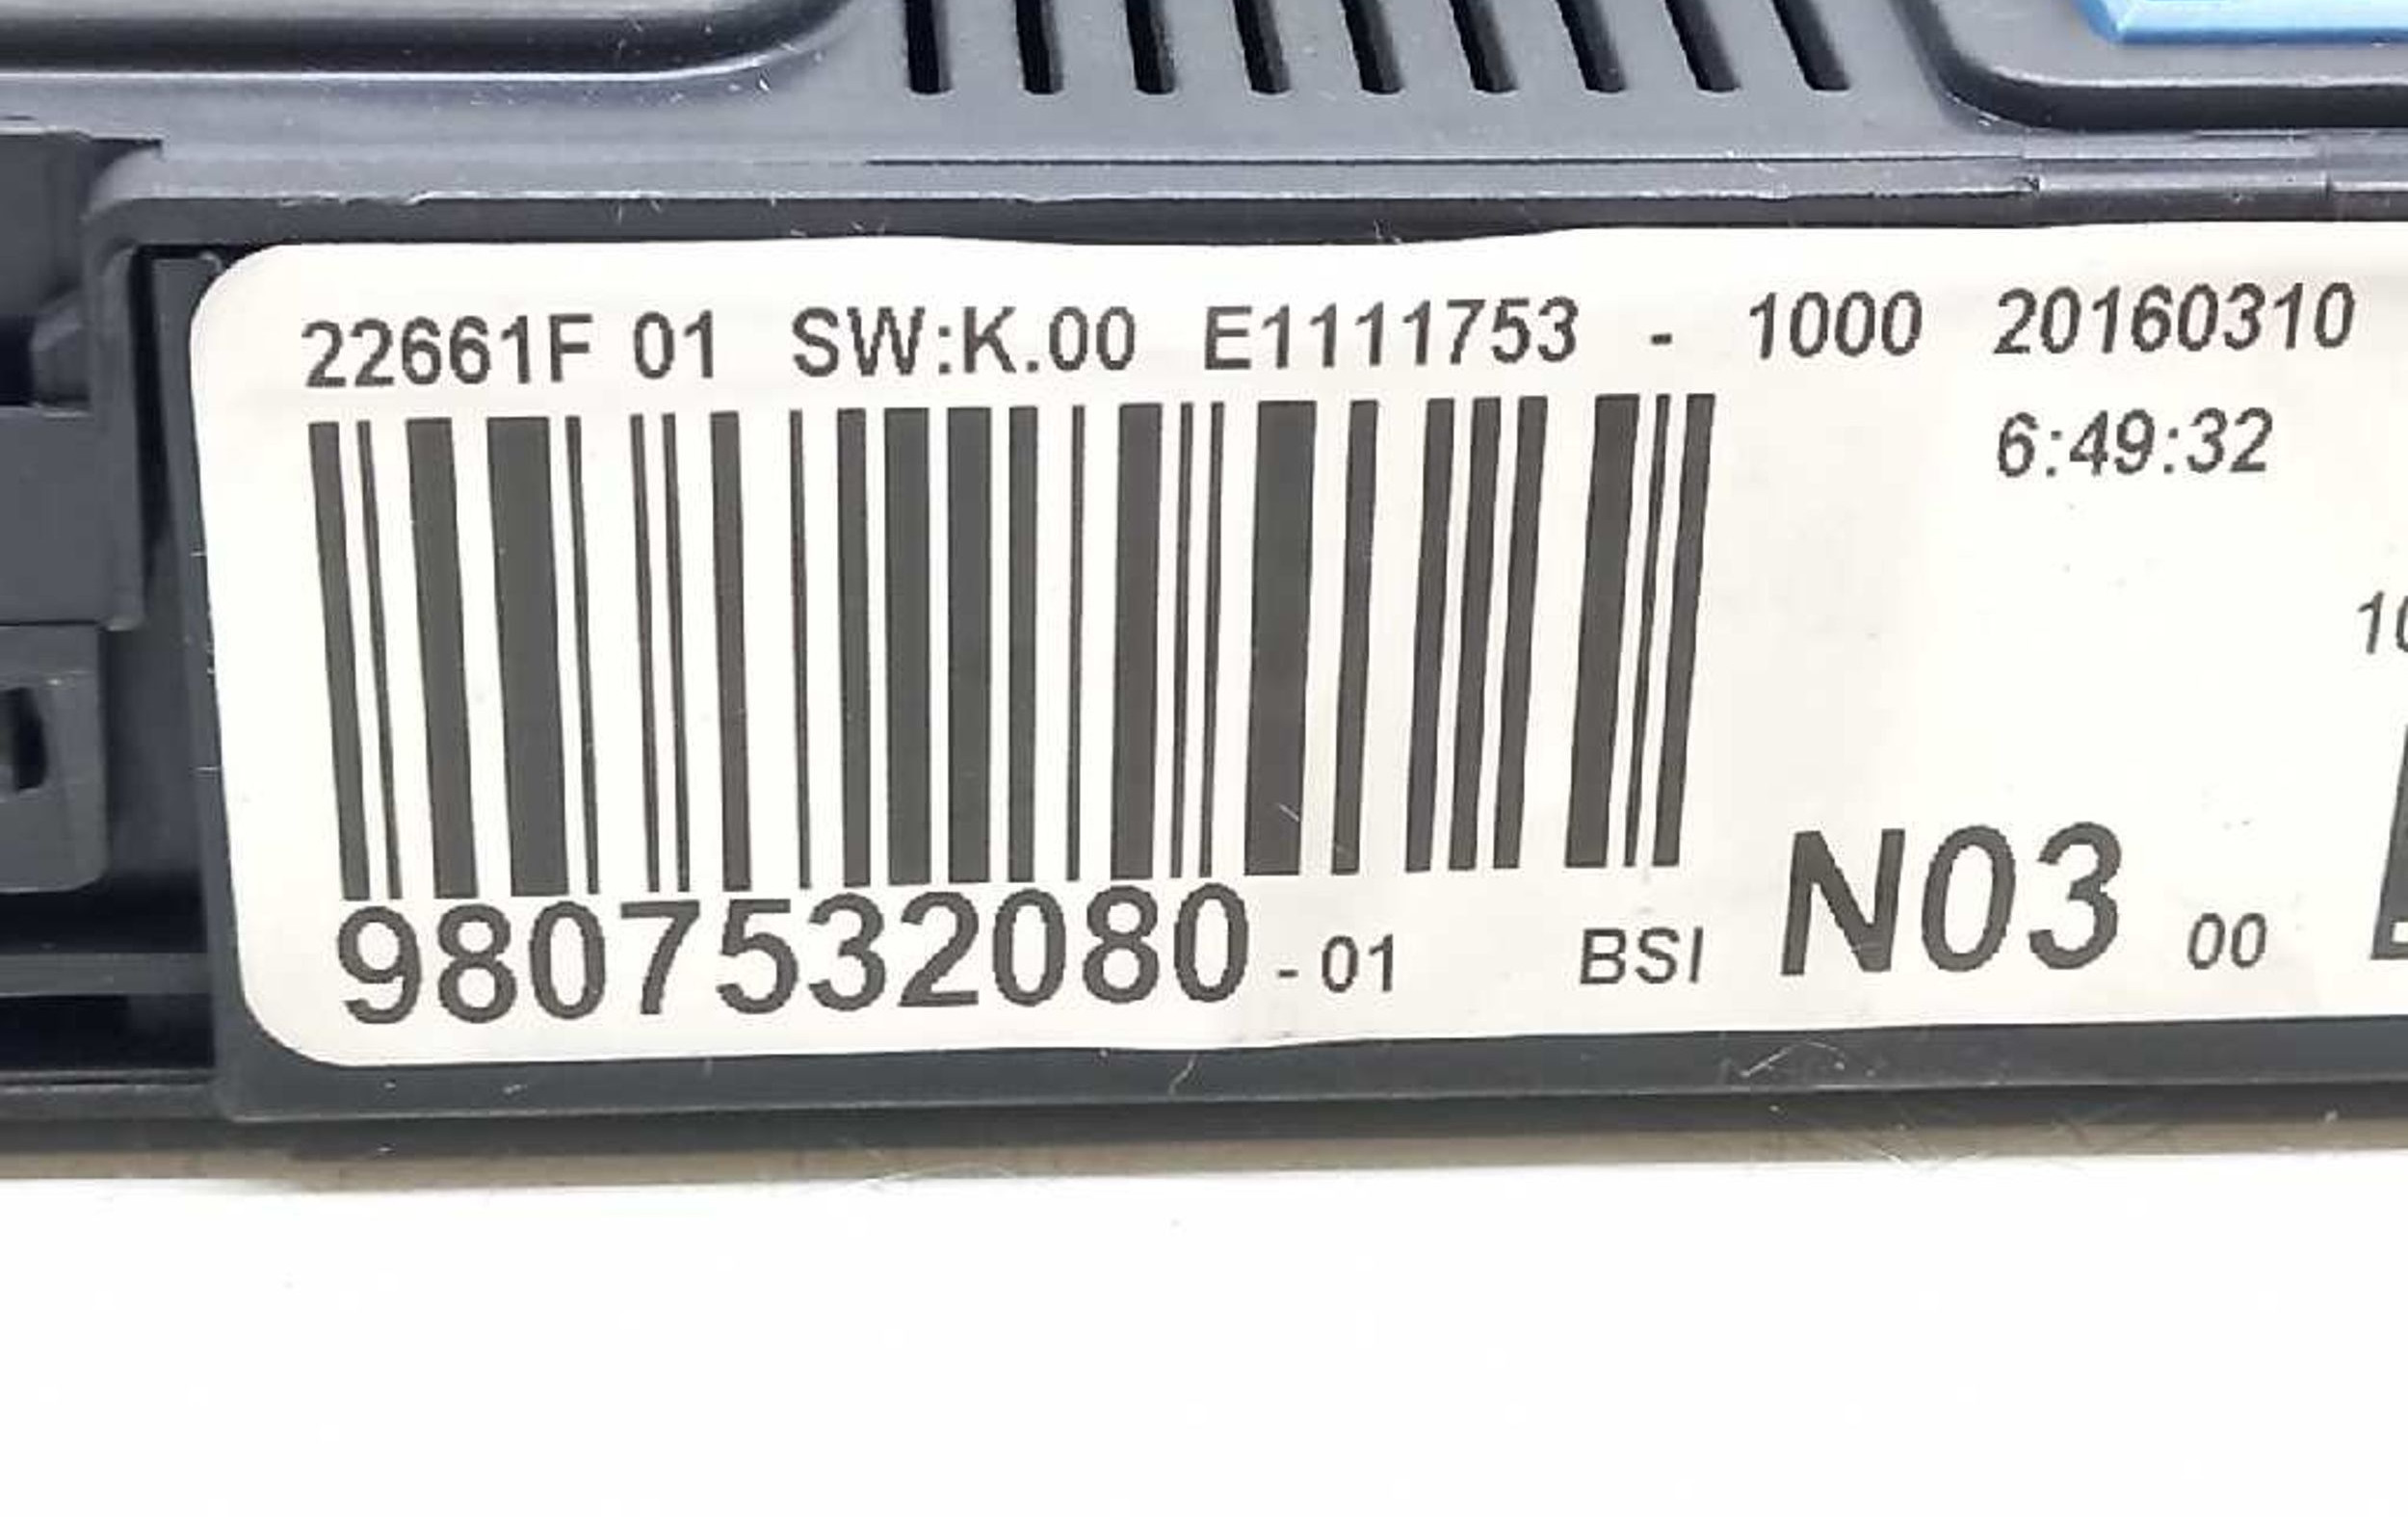 22661F 01 SW:K.00 E1111753 - 1000 20160310
6:49:32
9807532080 - 01 BSI N03 00